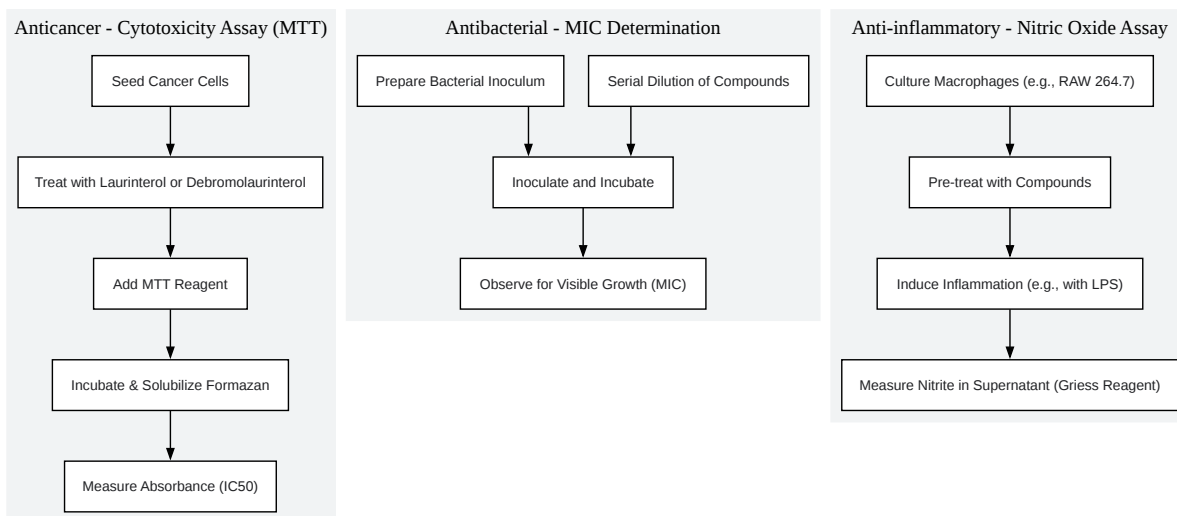 Anticancer - Cytotoxicity Assay (MTT)
Seed Cancer Cells
Treat with Laurinterol or Debromolaurinterol
Add MTT Reagent
Incubate & Solubilize Formazan
Measure Absorbance (IC50)
Antibacterial - MIC Determination
Prepare Bacterial Inoculum
Serial Dilution of Compounds
Inoculate and Incubate
Observe for Visible Growth (MIC)
Anti-inflammatory - Nitric Oxide Assay
Culture Macrophages (e.g., RAW 264.7)
Pre-treat with Compounds
Induce Inflammation (e.g., with LPS)
Measure Nitrite in Supernatant (Griess Reagent)